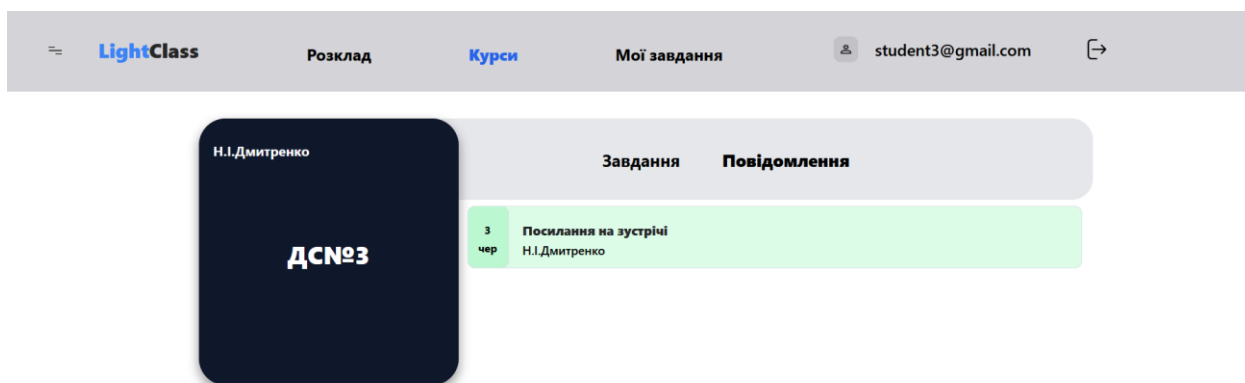 LightClass Розклад Курси Мої завдання student3@gmail.com
Н.І.Дмитренко
Завдання Повідомлення
ДС№3
3 чер
Посилання на зустрічі
Н.І.Дмитренко